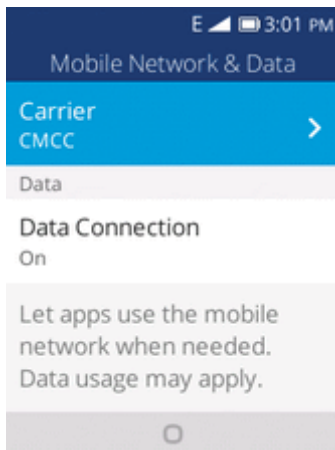 E 3:01 PM
Mobile Network & Data
Carrier
CMCC
Data
Data Connection
On
Let apps use the mobile
network when needed.
Data usage may apply.